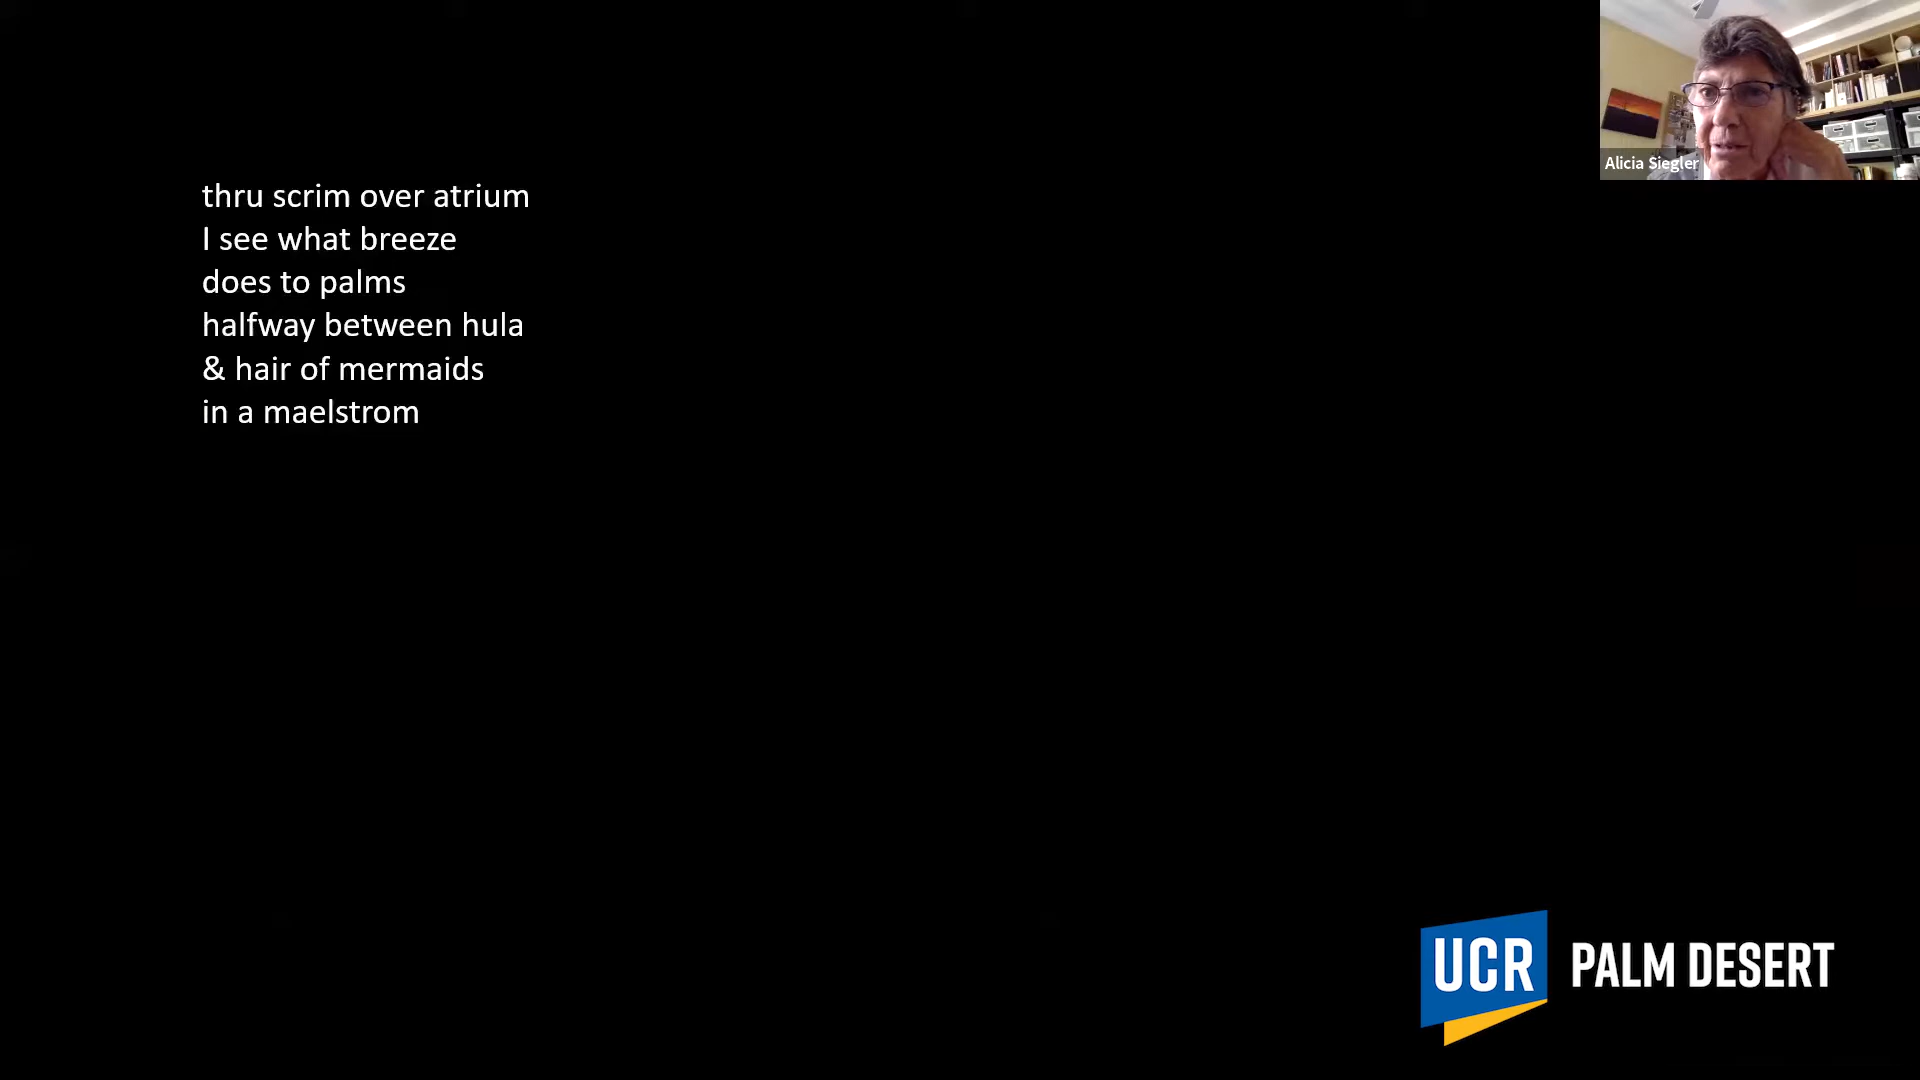 thru scrim over atrium
I see what breeze
does to palms
halfway between hula
& hair of mermaids
in a maelstrom
Alicia Siegler
UCR PALM DESERT